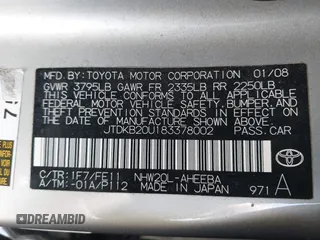 MFD. BY: TOYOTA MOTOR CORPORATION 01/08
GVWR 3795LB GAWR FR 2335LB RR 2250LB
THIS VEHICLE CONFORMS TO ALL APPLICABLE
FEDERAL MOTOR VEHICLE SAFETY, BUMPER, AND
THEFT PREVENTION STANDARDS IN EFFECT ON
THE DATE OF MANUFACTURE SHOWN ABOVE.
JTDKB20U183378002 PASS.CAR
C/TR: 1F7/FE11 NHW20L-AHEEBA
A/TM: -01A/P112 MADE IN JAPAN 971 A
TOYOTA
DREAMBID